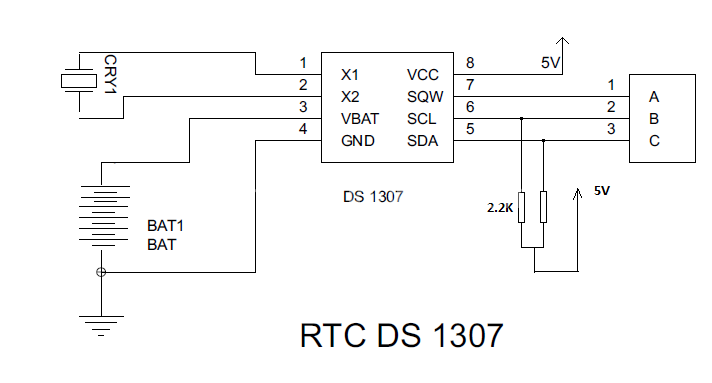 CRY1
1
2
3
4
X1
X2
VBAT
GND
VCC
SQW
SCL
SDA
8
7
6
5
5V
1
2
3
A
B
C
DS 1307
2.2K
5V
BAT1
BAT
RTC DS 1307